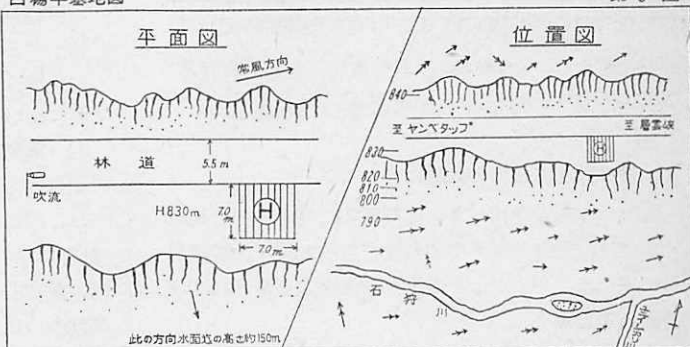 平面図
常風方向
林道
5.5m
吹流
H830m
7.0m
H
7.0m
此の方向水面迄の高さ約150m
位置図
840
至ヤンベタップ
至層雲峡
H
830
820
810
800
790
石狩川